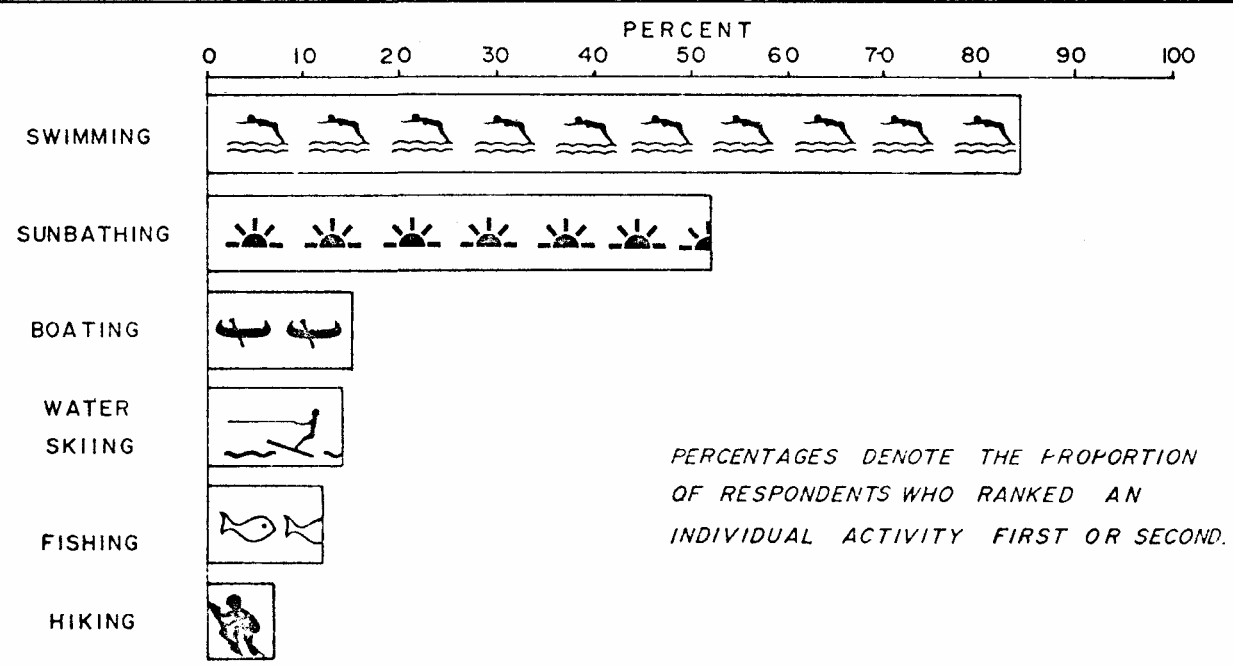 PERCENT
0 10 20 30 40 50 60 70 80 90 100
SWIMMING
SUNBATHING
BOATING
WATER
SKIING
FISHING
HIKING
PERCENTAGES DENOTE THE PROPORTION
OF RESPONDENTS WHO RANKED AN
INDIVIDUAL ACTIVITY FIRST OR SECOND.